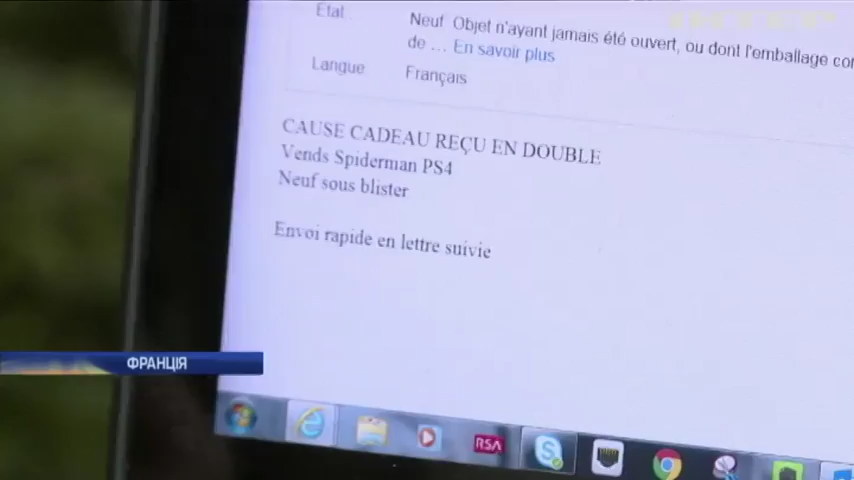 État
Neuf Objet n'ayant jamais été ouvert, ou dont l'emballage
de ... En savoir plus
Langue Français
CAUSE CADEAU REÇU EN DOUBLE
Vends Spiderman PS4
Neuf sous blister
Envoi rapide en lettre suivie
ФРАНЦІЯ
RSA